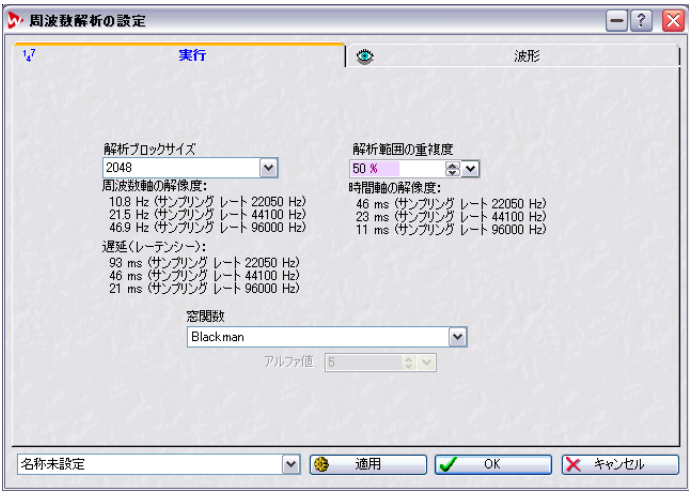 周波数解析の設定
実行
波形
解析ブロックサイズ
2048
周波数軸の解像度:
10.8 Hz (サンプリング レート 22050 Hz)
21.5 Hz (サンプリング レート 44100 Hz)
46.9 Hz (サンプリング レート 96000 Hz)
遅延(レーテンシー):
93 ms (サンプリング レート 22050 Hz)
46 ms (サンプリング レート 44100 Hz)
21 ms (サンプリング レート 96000 Hz)
解析範囲の重複度
50 %
時間軸の解像度:
46 ms (サンプリング レート 22050 Hz)
23 ms (サンプリング レート 44100 Hz)
11 ms (サンプリング レート 96000 Hz)
窓関数
Blackman
アルファ値 5
名称未設定
適用
OK
キャンセル